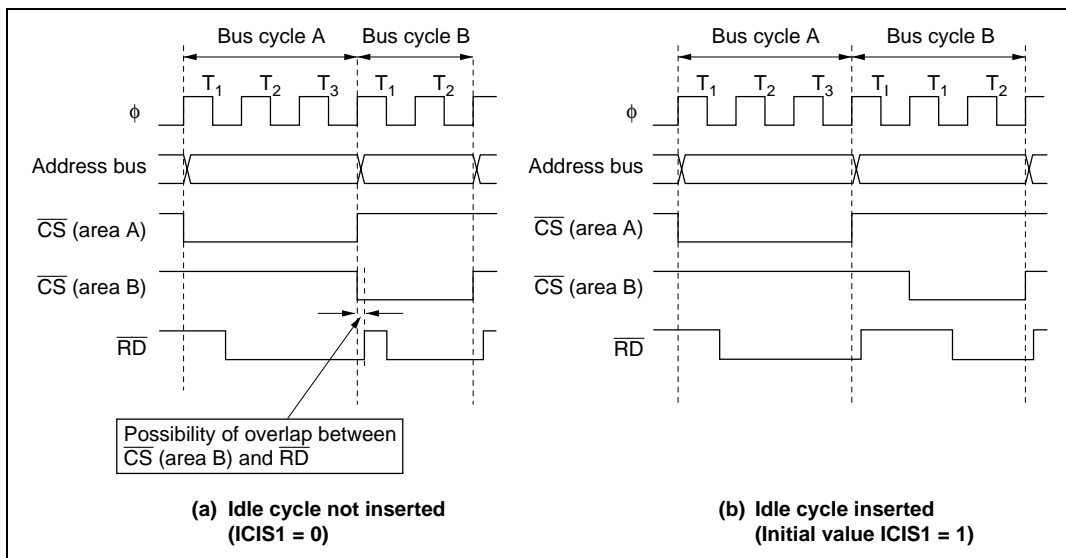 Bus cycle A
Bus cycle B
T1 T2 T3 T1 T2
ϕ
Address bus
CS (area A)
CS (area B)
RD
Possibility of overlap between
CS (area B) and RD
(a) Idle cycle not inserted
(ICIS1 = 0)
Bus cycle A
Bus cycle B
T1 T2 T3 TI T1 T2
ϕ
Address bus
CS (area A)
CS (area B)
RD
(b) Idle cycle inserted
(Initial value ICIS1 = 1)